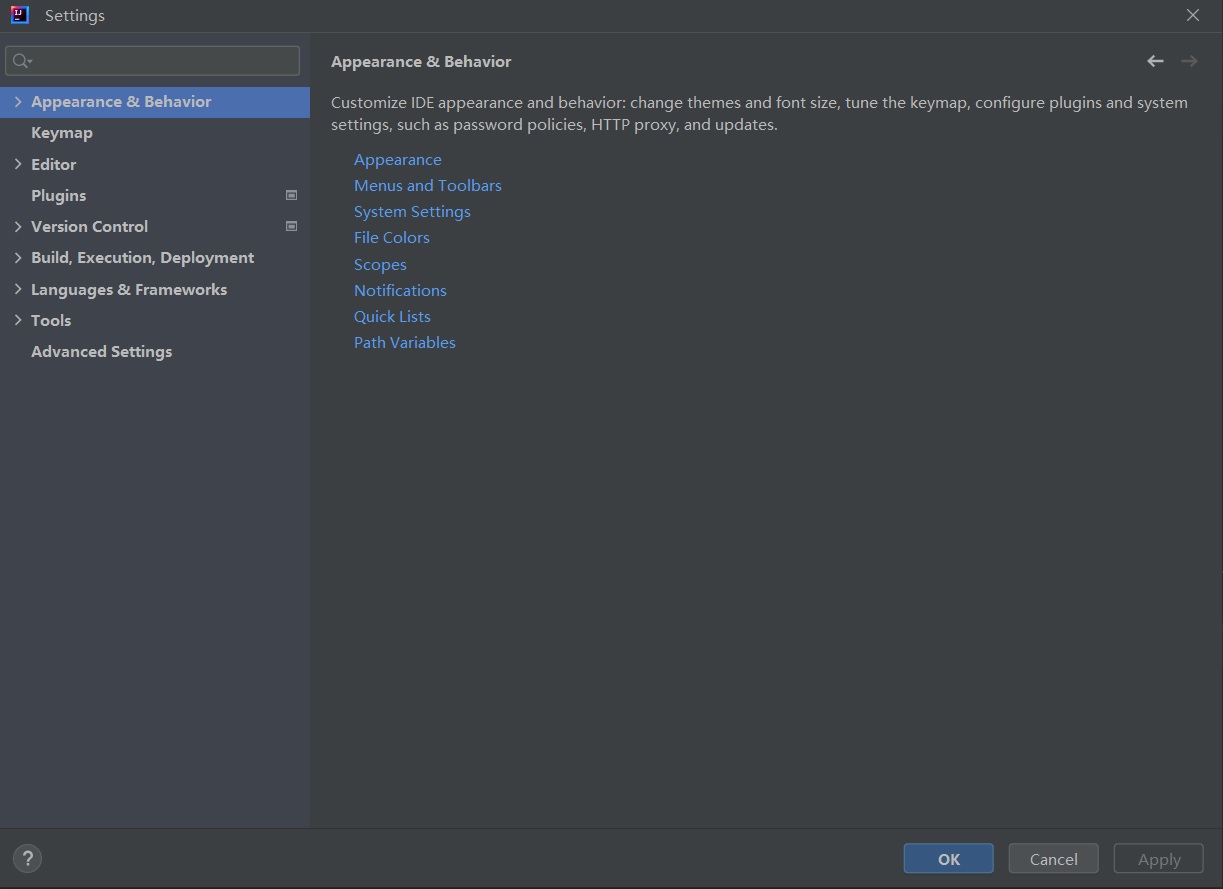 Settings
Appearance & Behavior
Keymap
Editor
Plugins
Version Control
Build, Execution, Deployment
Languages & Frameworks
Tools
Advanced Settings
Appearance & Behavior
Customize IDE appearance and behavior: change themes and font size, tune the keymap, configure plugins and system
settings, such as password policies, HTTP proxy, and updates.
Appearance
Menus and Toolbars
System Settings
File Colors
Scopes
Notifications
Quick Lists
Path Variables
?
OK
Cancel
Apply